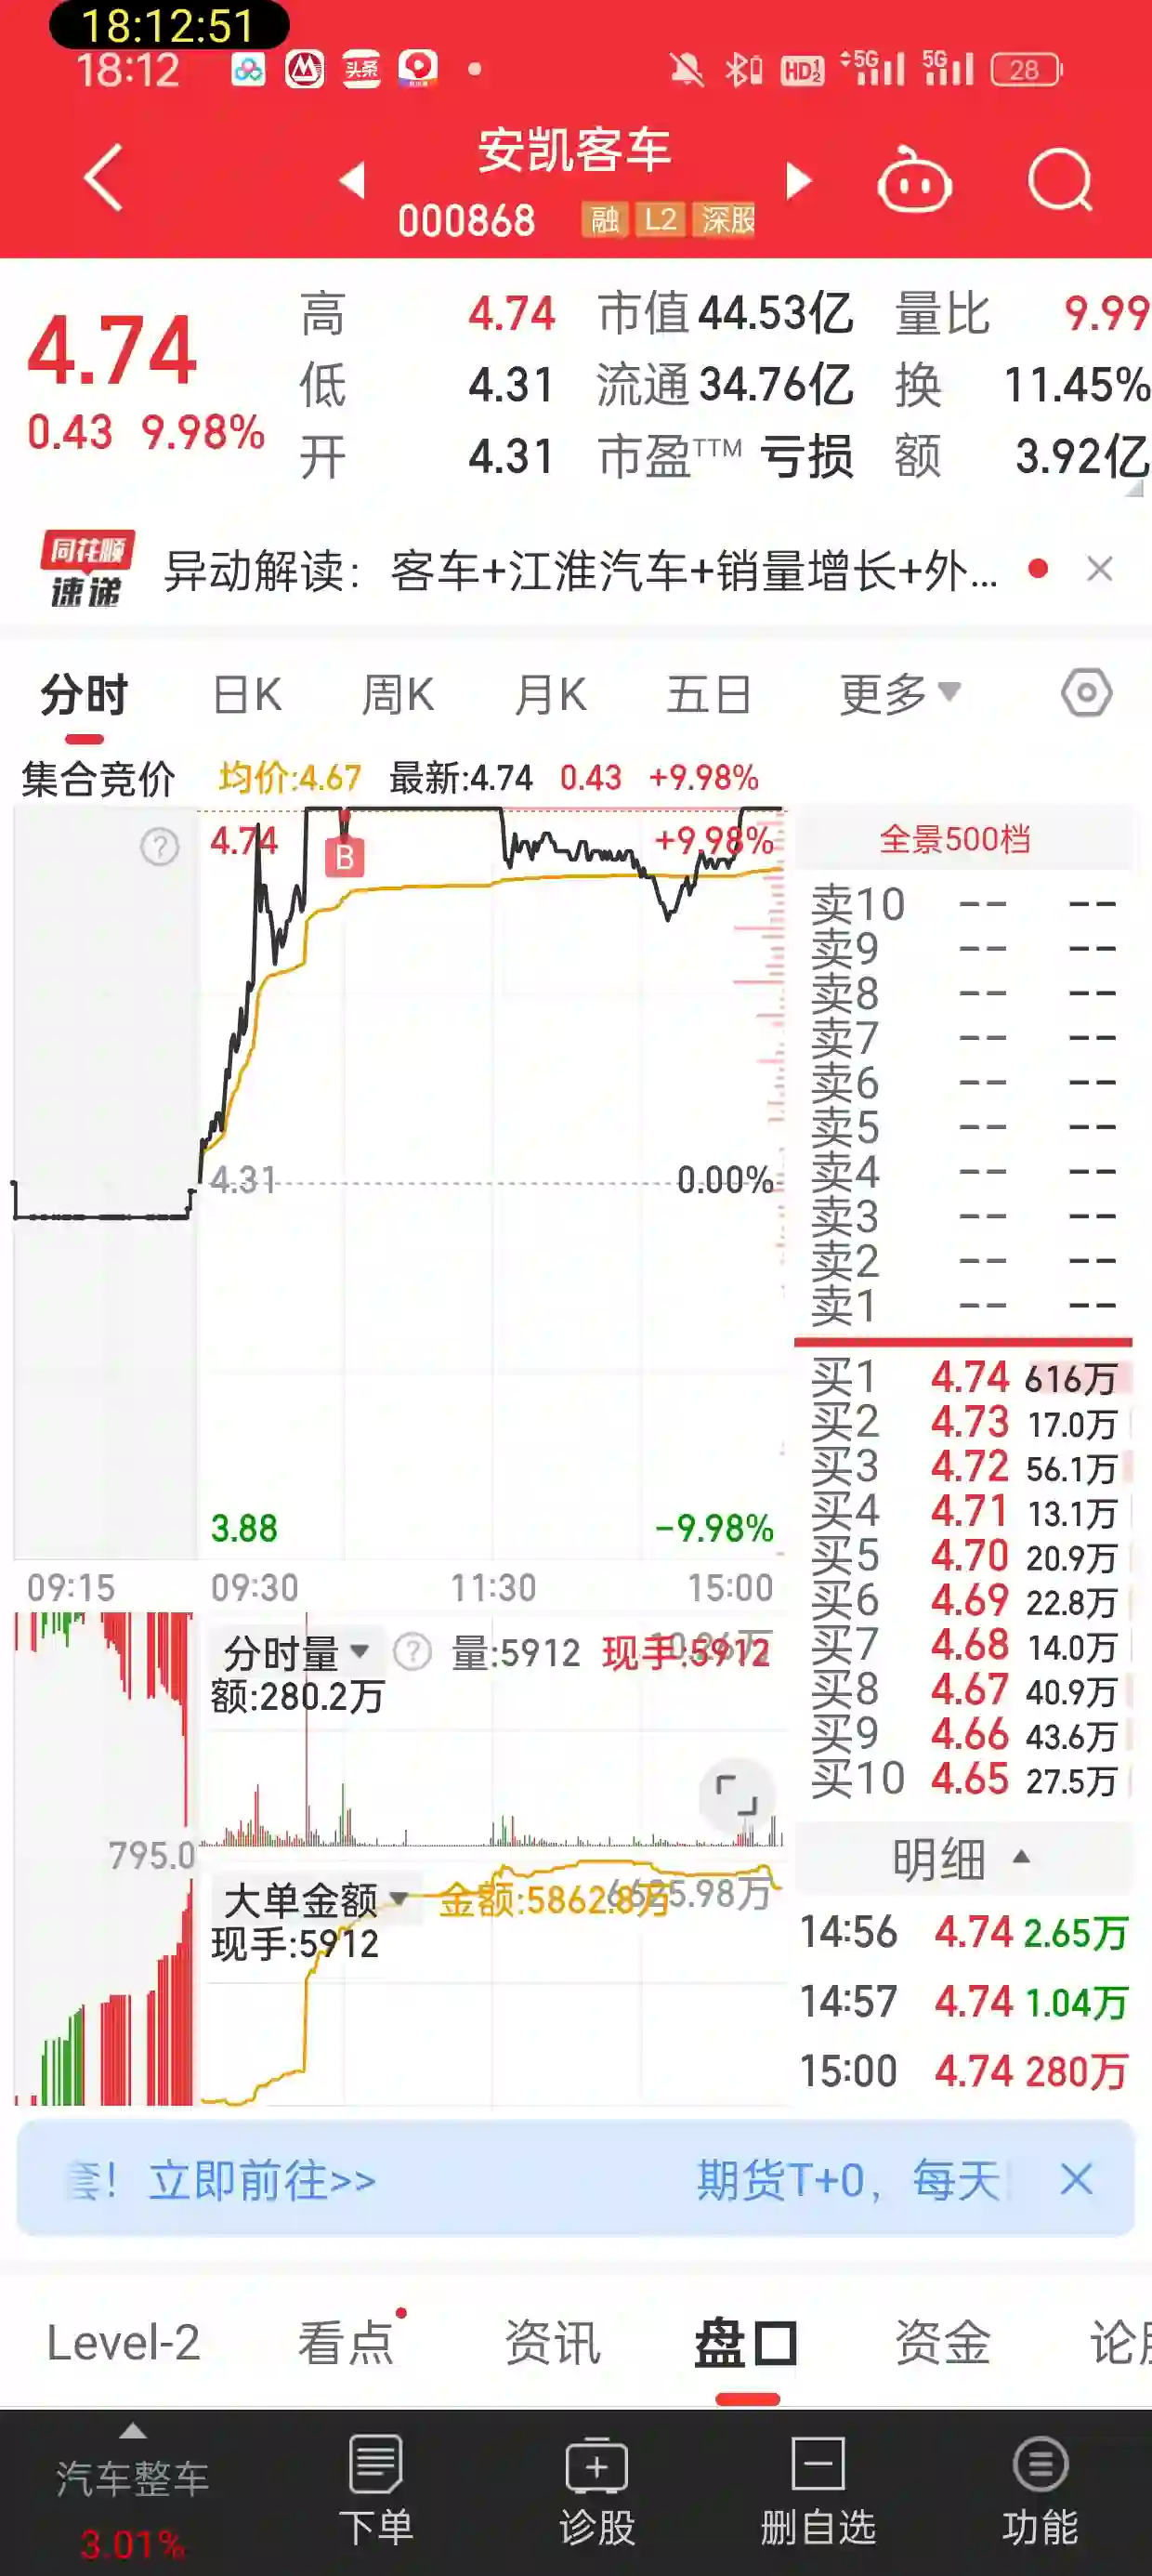 18:12:51
18:12 头条 HD 5G 5G 28
安凯客车
000868 融 L2 深股
4.74
0.43 9.98%
高 4.74 市值 44.53亿 量比 9.99
低 4.31 流通 34.76亿 换 11.45%
开 4.31 市盈TTM 亏损 额 3.92亿
同花顺
速递
异动解读：客车+江淮汽车+销量增长+外...
分时 日K 周K 月K 五日 更多
集合竞价 均价:4.67 最新:4.74 0.43 +9.98%
4.74 +9.98%
B
4.31 0.00%
3.88 -9.98%
09:15 09:30 11:30 15:00
全景500档
卖10 -- --
卖9 -- --
卖8 -- --
卖7 -- --
卖6 -- --
卖5 -- --
卖4 -- --
卖3 -- --
卖2 -- --
卖1 -- --
买1 4.74 616万
买2 4.73 17.0万
买3 4.72 56.1万
买4 4.71 13.1万
买5 4.70 20.9万
买6 4.69 22.8万
买7 4.68 14.0万
买8 4.67 40.9万
买9 4.66 43.6万
买10 4.65 27.5万
分时量 量:5912 现手:5912
额:280.2万
795.0
大单金额 金额:5862.8万
现手:5912
明细
14:56 4.74 2.65万
14:57 4.74 1.04万
15:00 4.74 280万
套！立即前往>> 期货T+0，每天
Level-2 看点 资讯 盘口 资金 论股
汽车整车
3.01%
下单 诊股 删自选 功能